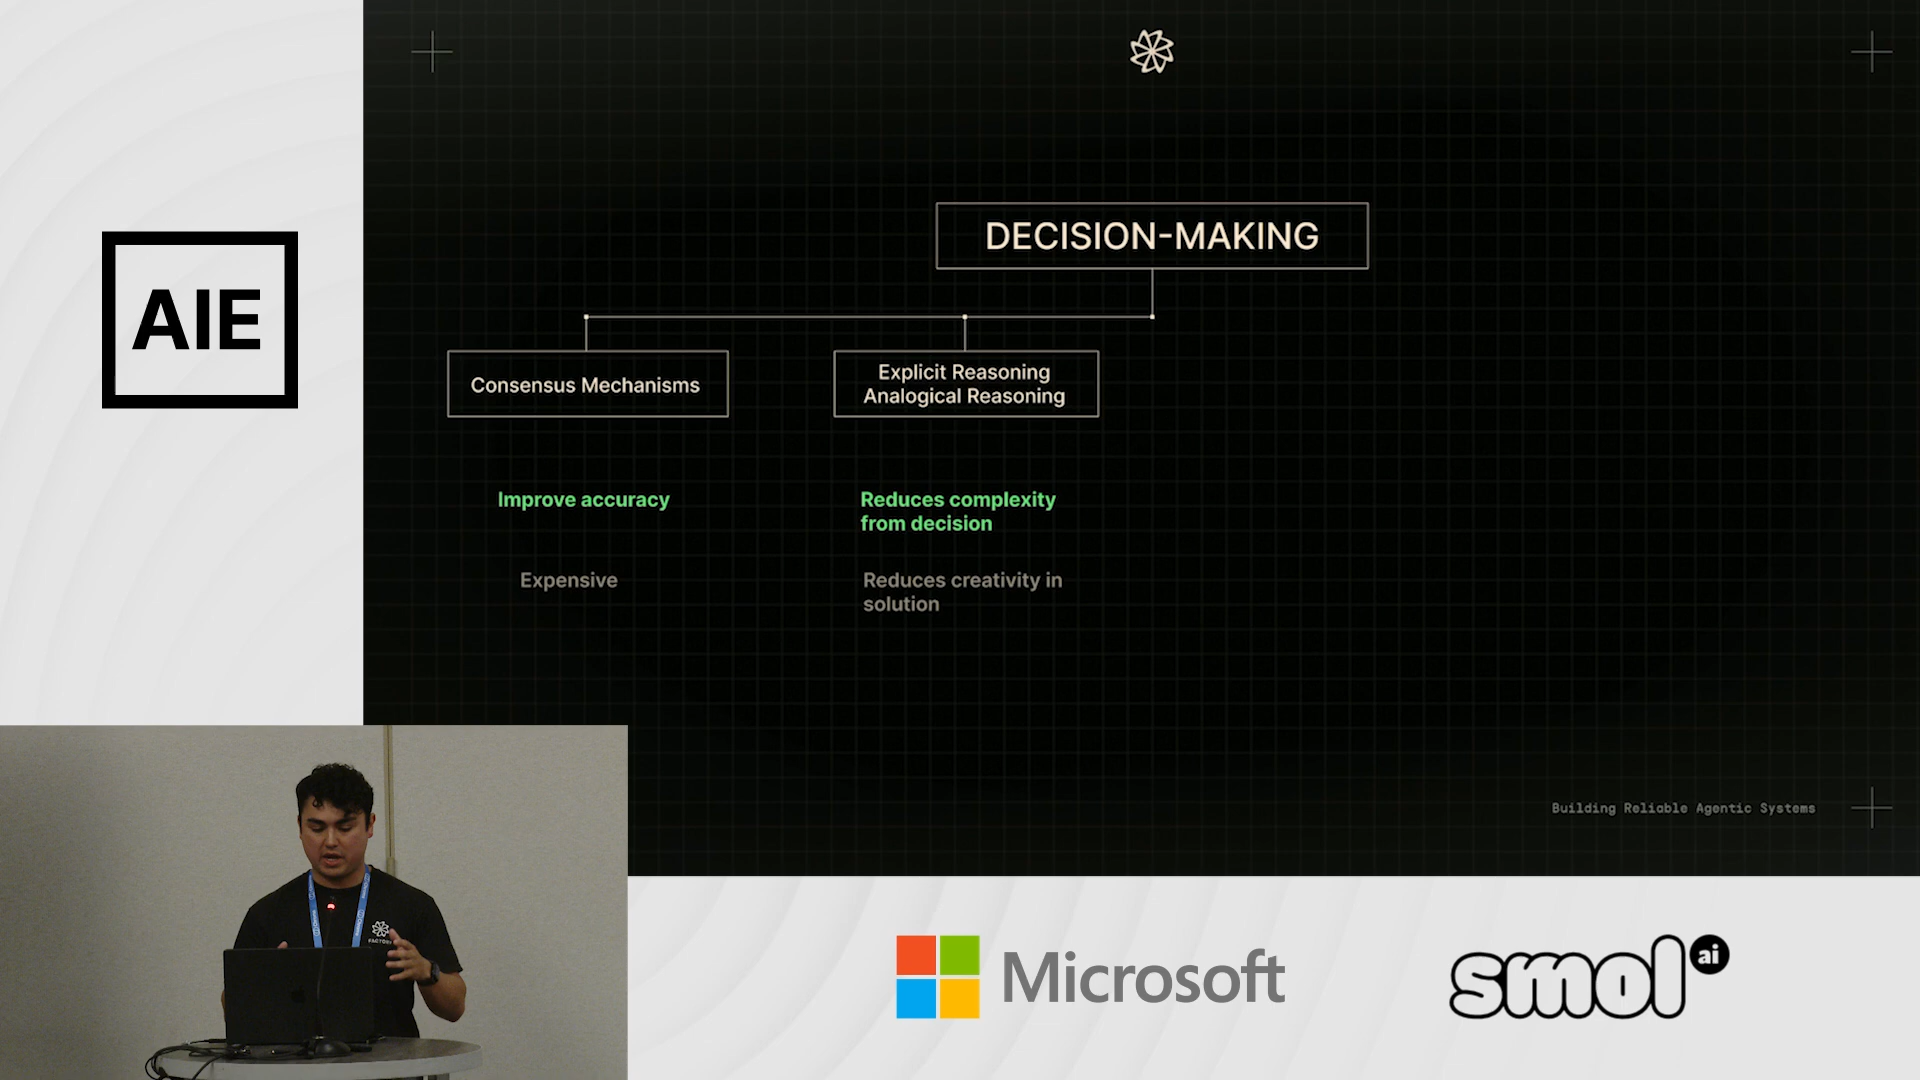 AIE
DECISION-MAKING
Consensus Mechanisms
Explicit Reasoning
Analogical Reasoning
Improve accuracy
Reduces complexity
from decision
Expensive
Reduces creativity in
solution
Building Reliable Agentic Systems
FACTORY
Microsoft
smol ai